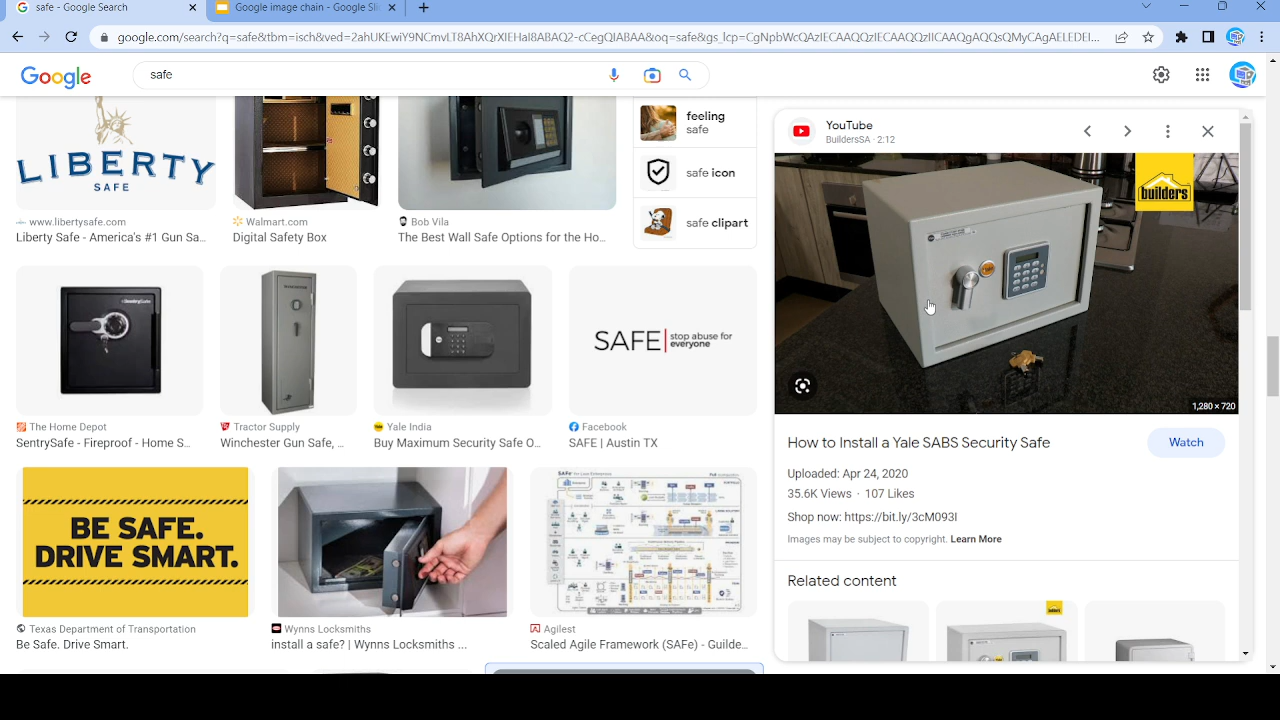 safe - Google Search
Google image chain - Google Sli
google.com/search?q=safe&tbm=isch&ved=2ahUKEwiY9NCmvLT8AhXQrXIEHaI8ABAQ2-cCegQIABAA&oq=safe&gs_lcp=CgNpbWcQAzIECAAQQzIECAAQQzIICAAQgAQQsQMyCAgAELEDEI...
Google
safe
LIBERTY
SAFE
www.libertysafe.com
Liberty Safe - America's #1 Gun Sa...
Walmart.com
Digital Safety Box
Bob Vila
The Best Wall Safe Options for the Ho...
feeling
safe
safe icon
safe clipart
YouTube
BuildersSA · 2:12
builders
1,280 × 720
The Home Depot
SentrySafe - Fireproof - Home S...
WINCHESTER
Tractor Supply
Winchester Gun Safe, ...
Yale India
Buy Maximum Security Safe O...
SAFE
stop abuse for
everyone
Facebook
SAFE | Austin TX
How to Install a Yale SABS Security Safe
Watch
Uploaded: Apr 24, 2020
35.6K Views · 107 Likes
Shop now: https://bit.ly/3cM093I
Images may be subject to copyright. Learn More
Related content
BE SAFE.
DRIVE SMART.
Texas Department of Transportation
Be Safe. Drive Smart.
Wynns Locksmiths
install a safe? | Wynns Locksmiths ...
Agilest
Scaled Agile Framework (SAFe) - Guilde...